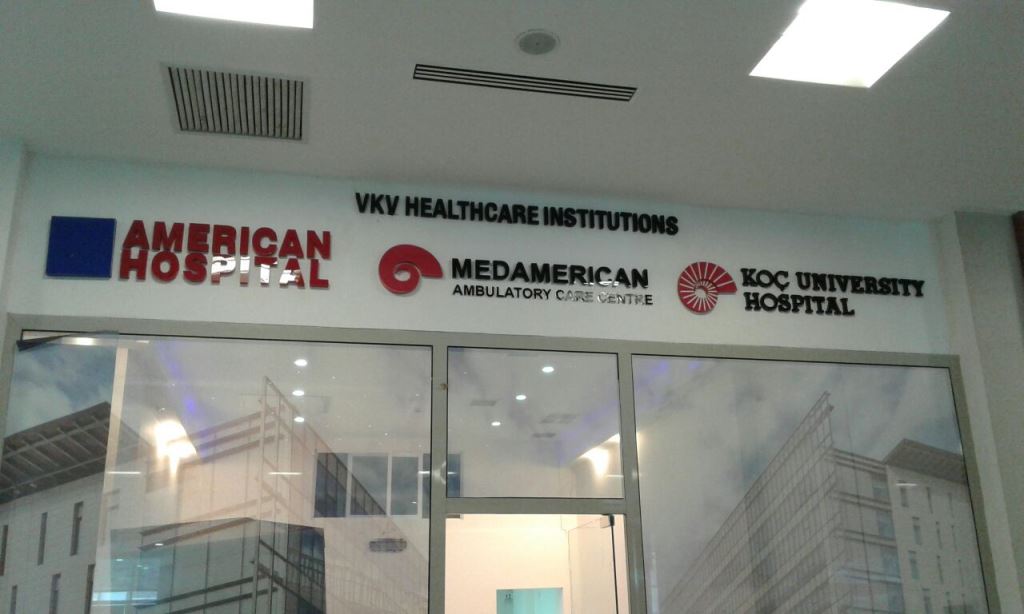 VKV HEALTHCARE INSTITUTIONS
AMERICAN
HOSPITAL
MEDAMERICAN
AMBULATORY CARE CENTRE
KOÇ UNIVERSITY
HOSPITAL